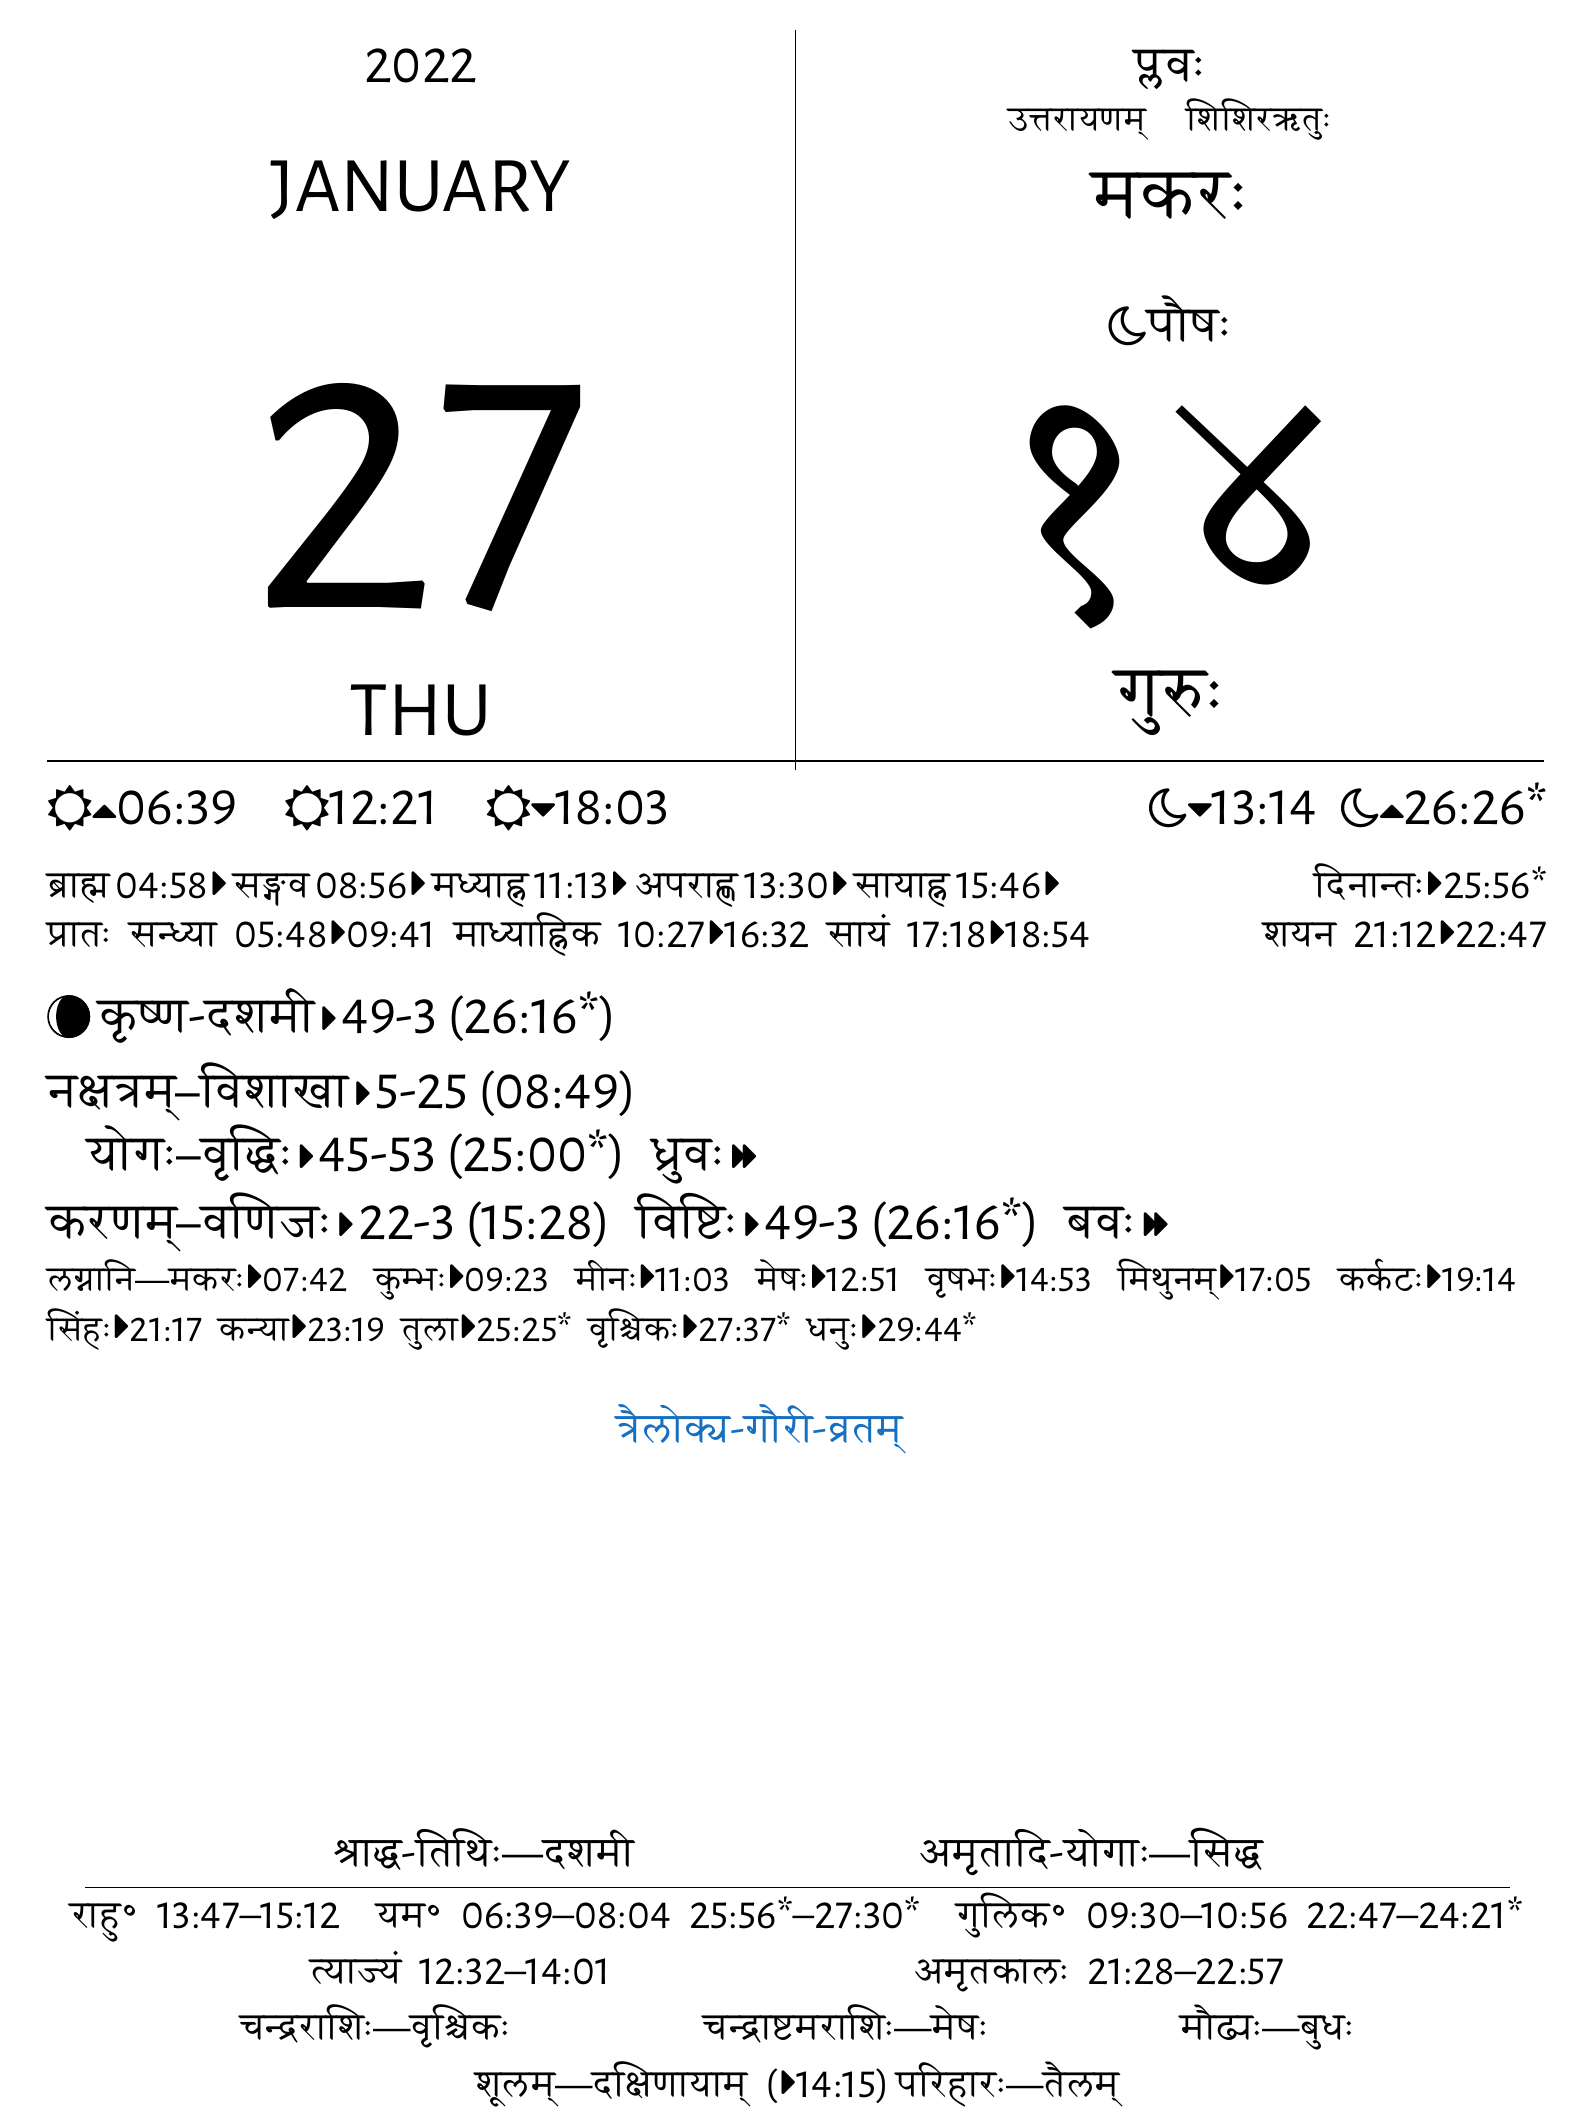 2022
JANUARY
27
THU
प्लवः
उत्तरायणम् शिशिरऋतुः
मकरः
पौषः
१४
गुरुः
06:39 12:21 18:03 13:14 26:26*
ब्राह्म 04:58 सङ्गव 08:56 मध्याह्न 11:13 अपराह्ण 13:30 सायाह्न 15:46 दिनान्तः 25:56*
प्रातः सन्ध्या 05:48 09:41 माध्याह्निक 10:27 16:32 सायं 17:18 18:54 शयन 21:12 22:47
कृष्ण-दशमी 49-3 (26:16*)
नक्षत्रम्–विशाखा 5-25 (08:49)
योगः–वृद्धिः 45-53 (25:00*) ध्रुवः
करणम्–वणिजः 22-3 (15:28) विष्टिः 49-3 (26:16*) बवः
लग्नानि—मकरः 07:42 कुम्भः 09:23 मीनः 11:03 मेषः 12:51 वृषभः 14:53 मिथुनम् 17:05 कर्कटः 19:14
सिंहः 21:17 कन्या 23:19 तुला 25:25* वृश्चिकः 27:37* धनुः 29:44*
त्रैलोक्य-गौरी-व्रतम्
श्राद्ध-तिथिः—दशमी अमृतादि-योगाः—सिद्ध
राहु° 13:47–15:12 यम° 06:39–08:04 25:56*–27:30* गुलिक° 09:30–10:56 22:47–24:21*
त्याज्यं 12:32–14:01 अमृतकालः 21:28–22:57
चन्द्रराशिः—वृश्चिकः चन्द्राष्टमराशिः—मेषः मौढ्यः—बुधः
शूलम्—दक्षिणायाम् (14:15) परिहारः—तैलम्